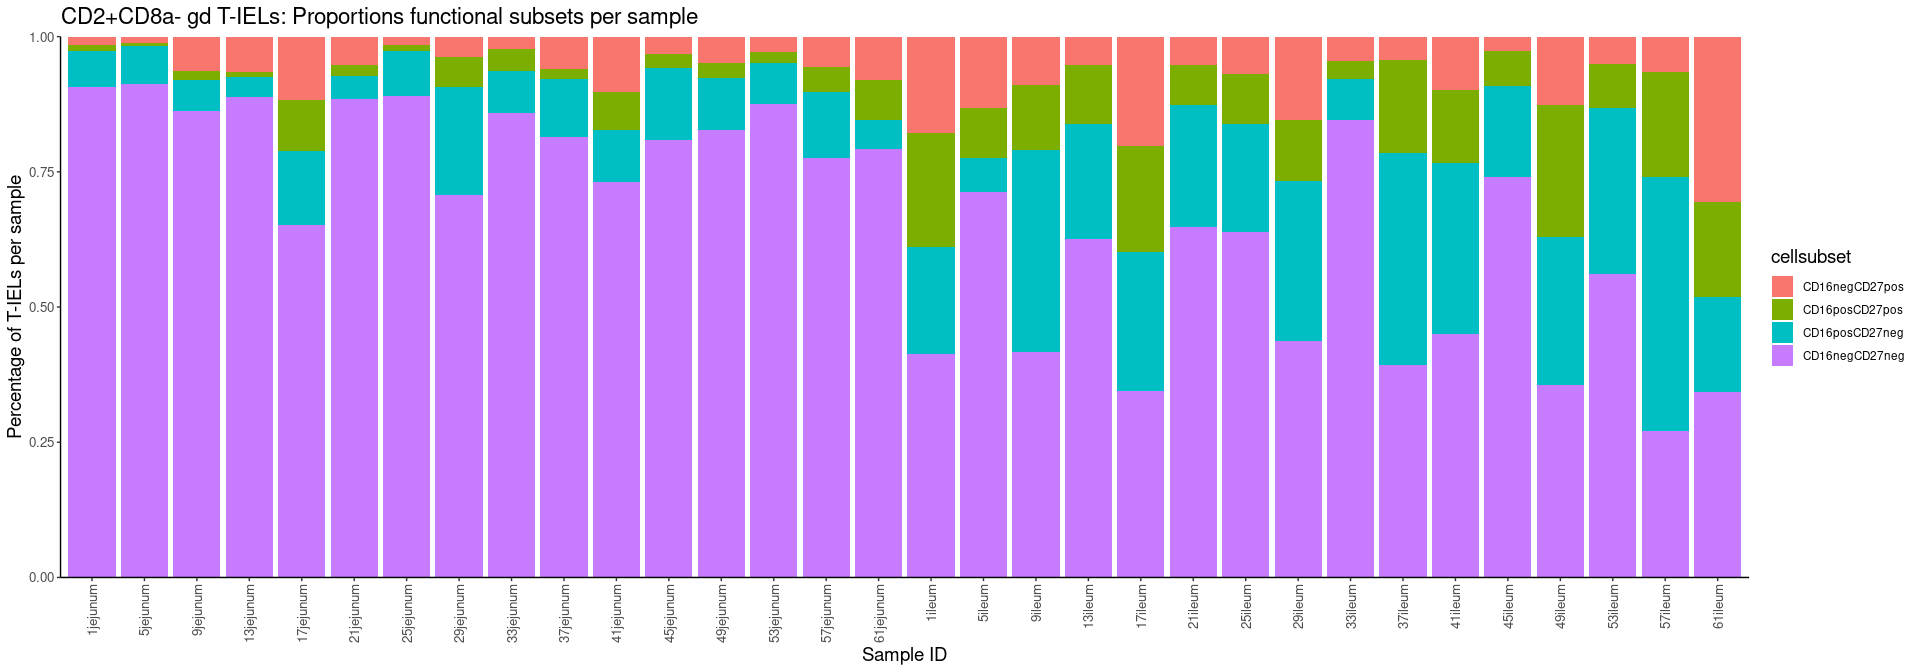 CD2+CD8a- gd T-IELs: Proportions functional subsets per sample
Percentage of T-IELs per sample
1.00
0.75
0.50
0.25
0.00
1jejunum
5jejunum
9jejunum
13jejunum
17jejunum
21jejunum
25jejunum
29jejunum
33jejunum
37jejunum
41jejunum
45jejunum
49jejunum
53jejunum
57jejunum
61jejunum
1ileum
5ileum
9ileum
13ileum
17ileum
21ileum
25ileum
29ileum
33ileum
37ileum
41ileum
45ileum
49ileum
53ileum
57ileum
61ileum
Sample ID
cellsubset
CD16negCD27pos
CD16posCD27pos
CD16posCD27neg
CD16negCD27neg